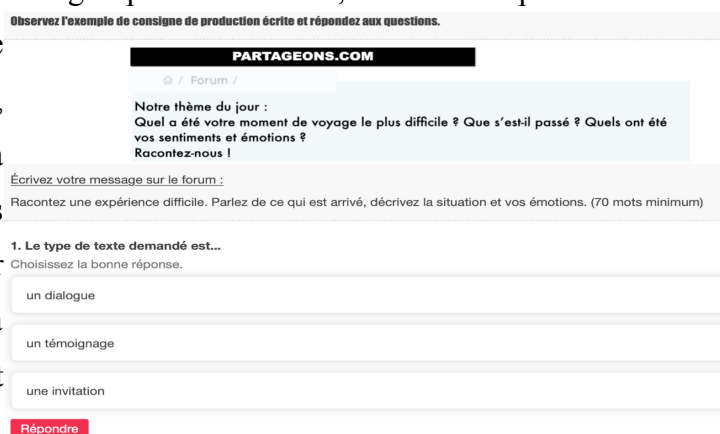 Observez l'exemple de consigne de production écrite et répondez aux questions.
PARTAGEONS.COM
/ Forum /
Notre thème du jour :
Quel a été votre moment de voyage le plus difficile ? Que s'est-il passé ? Quels ont été
vos sentiments et émotions ?
Racontez-nous !
Écrivez votre message sur le forum :
Racontez une expérience difficile. Parlez de ce qui est arrivé, décrivez la situation et vos émotions. (70 mots minimum)
1. Le type de texte demandé est...
Choisissez la bonne réponse.
un dialogue
un témoignage
une invitation
Répondre